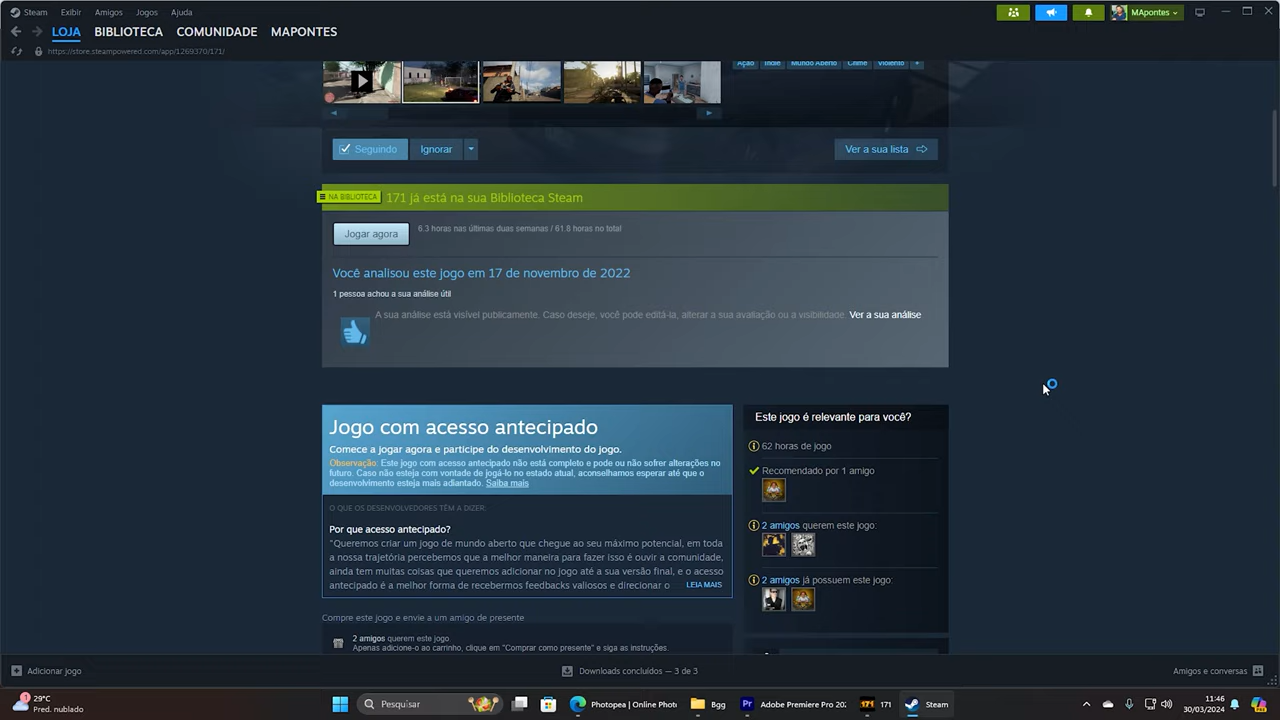 Steam Exibir Amigos Jogos Ajuda
MApontes
LOJA BIBLIOTECA COMUNIDADE MAPONTES
https://store.steampowered.com/app/1269370/171/
Ação Indie Mundo Aberto Crime Violento +
Seguindo Ignorar Ver a sua lista
NA BIBLIOTECA 171 já está na sua Biblioteca Steam
Jogar agora 6.3 horas nas últimas duas semanas / 61.8 horas no total
Você analisou este jogo em 17 de novembro de 2022
1 pessoa achou a sua análise útil
A sua análise está visível publicamente. Caso deseje, você pode editá-la, alterar a sua avaliação ou a visibilidade. Ver a sua análise
Jogo com acesso antecipado
Comece a jogar agora e participe do desenvolvimento do jogo.
Observação: Este jogo com acesso antecipado não está completo e pode ou não sofrer alterações no
futuro. Caso não esteja com vontade de jogá-lo no estado atual, aconselhamos esperar até que o
desenvolvimento esteja mais adiantado. Saiba mais
O QUE OS DESENVOLVEDORES TÊM A DIZER:
Por que acesso antecipado?
“Queremos criar um jogo de mundo aberto que chegue ao seu máximo potencial, em toda
a nossa trajetória percebemos que a melhor maneira para fazer isso é ouvir a comunidade,
ainda tem muitas coisas que queremos adicionar no jogo até a sua versão final, e o acesso
antecipado é a melhor forma de recebermos feedbacks valiosos e direcionar o LEIA MAIS
Compre este jogo e envie a um amigo de presente
2 amigos querem este jogo
Apenas adicione-o ao carrinho, clique em "Comprar como presente" e siga as instruções.
Este jogo é relevante para você?
62 horas de jogo
Recomendado por 1 amigo
2 amigos querem este jogo:
2 amigos já possuem este jogo:
Adicionar jogo Downloads concluídos — 3 de 3 Amigos e conversas
29°C
Pred. nublado
Pesquisar
Photopea | Online Phot
Bgg
Adobe Premiere Pro 202
171
Steam
11:46
30/03/2024